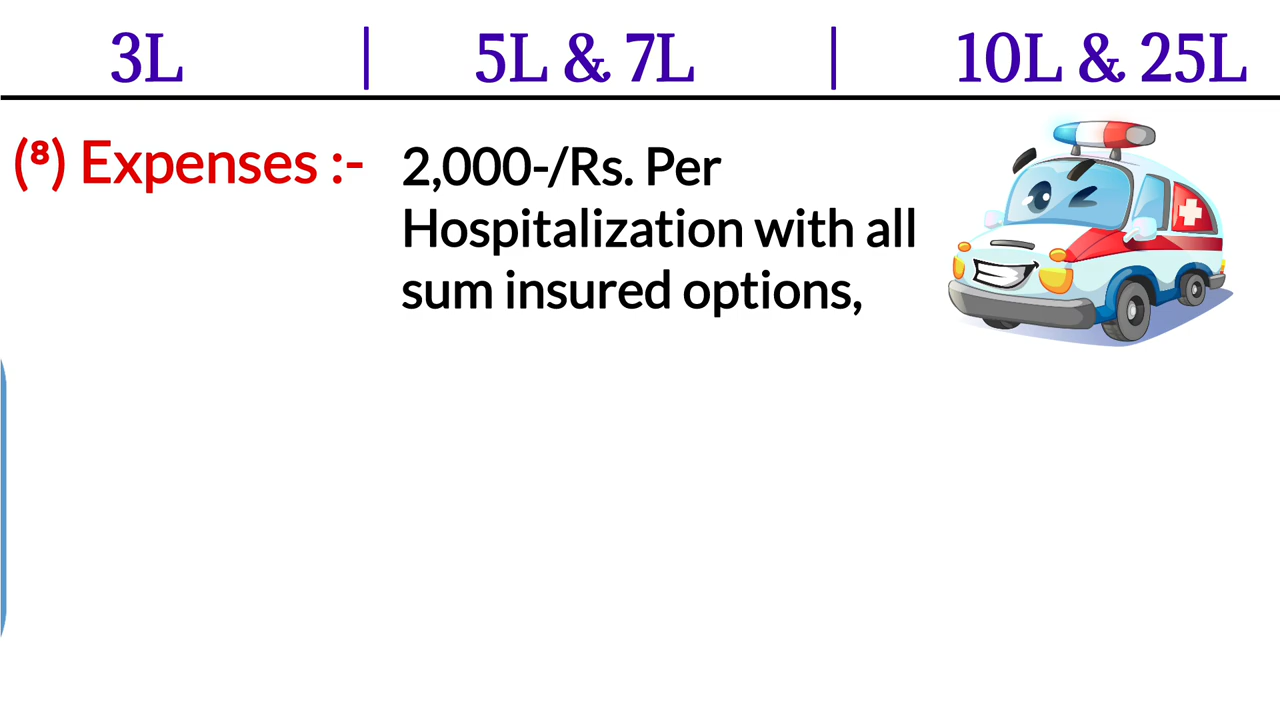 3L | 5L & 7L | 10L & 25L
(⁸) Expenses :- 2,000-/Rs. Per
Hospitalization with all
sum insured options,